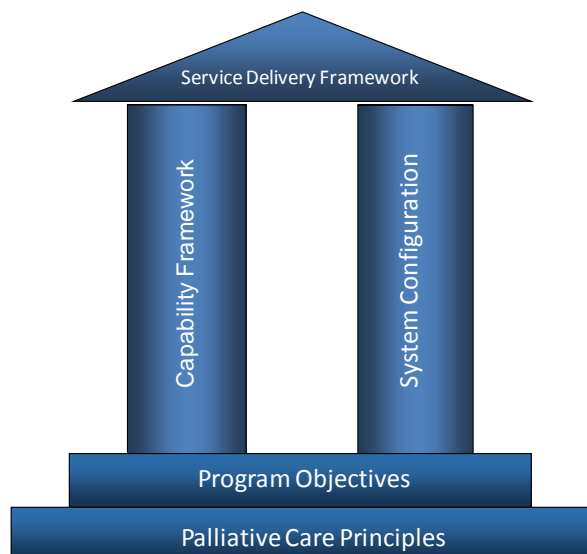 Service Delivery Framework
Capability Framework
System Configuration
Program Objectives
Palliative Care Principles